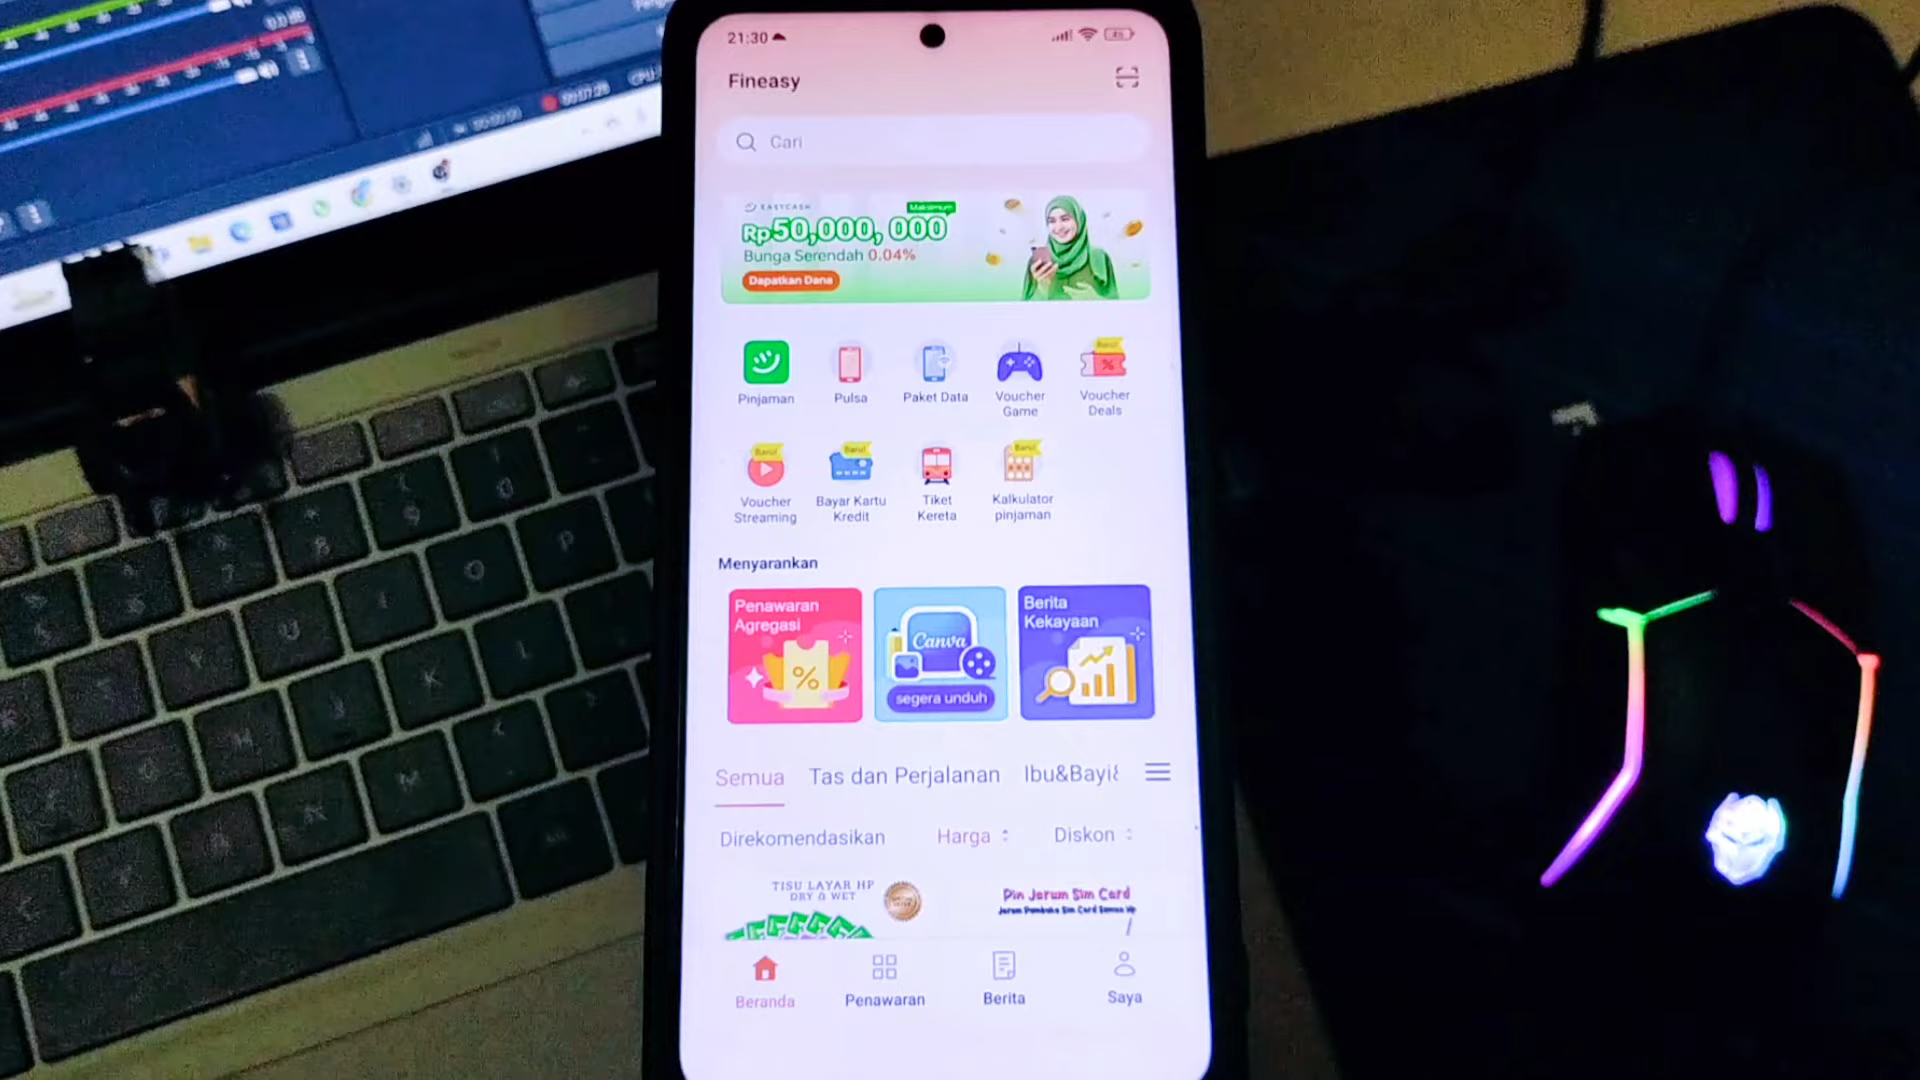 21:30
Fineasy
Cari
EASYCASH
Maksimum
Rp50,000,000
Bunga Serendah 0.04%
Dapatkan Dana
Pinjaman
Pulsa
Paket Data
Voucher Game
Baru!
Voucher Deals
Baru!
Voucher Streaming
Baru!
Bayar Kartu Kredit
Tiket Kereta
Baru!
Kalkulator pinjaman
Menyarankan
Penawaran Agregasi
Canva
segera unduh
Berita Kekayaan
Semua
Tas dan Perjalanan
Ibu&Bayi&
Direkomendasikan
Harga
Diskon
TISU LAYAR HP
DRY & WET
Pin Jarum Sim Card
Jarum Pembuka Sim Card Semua Hp
Beranda
Penawaran
Berita
Saya